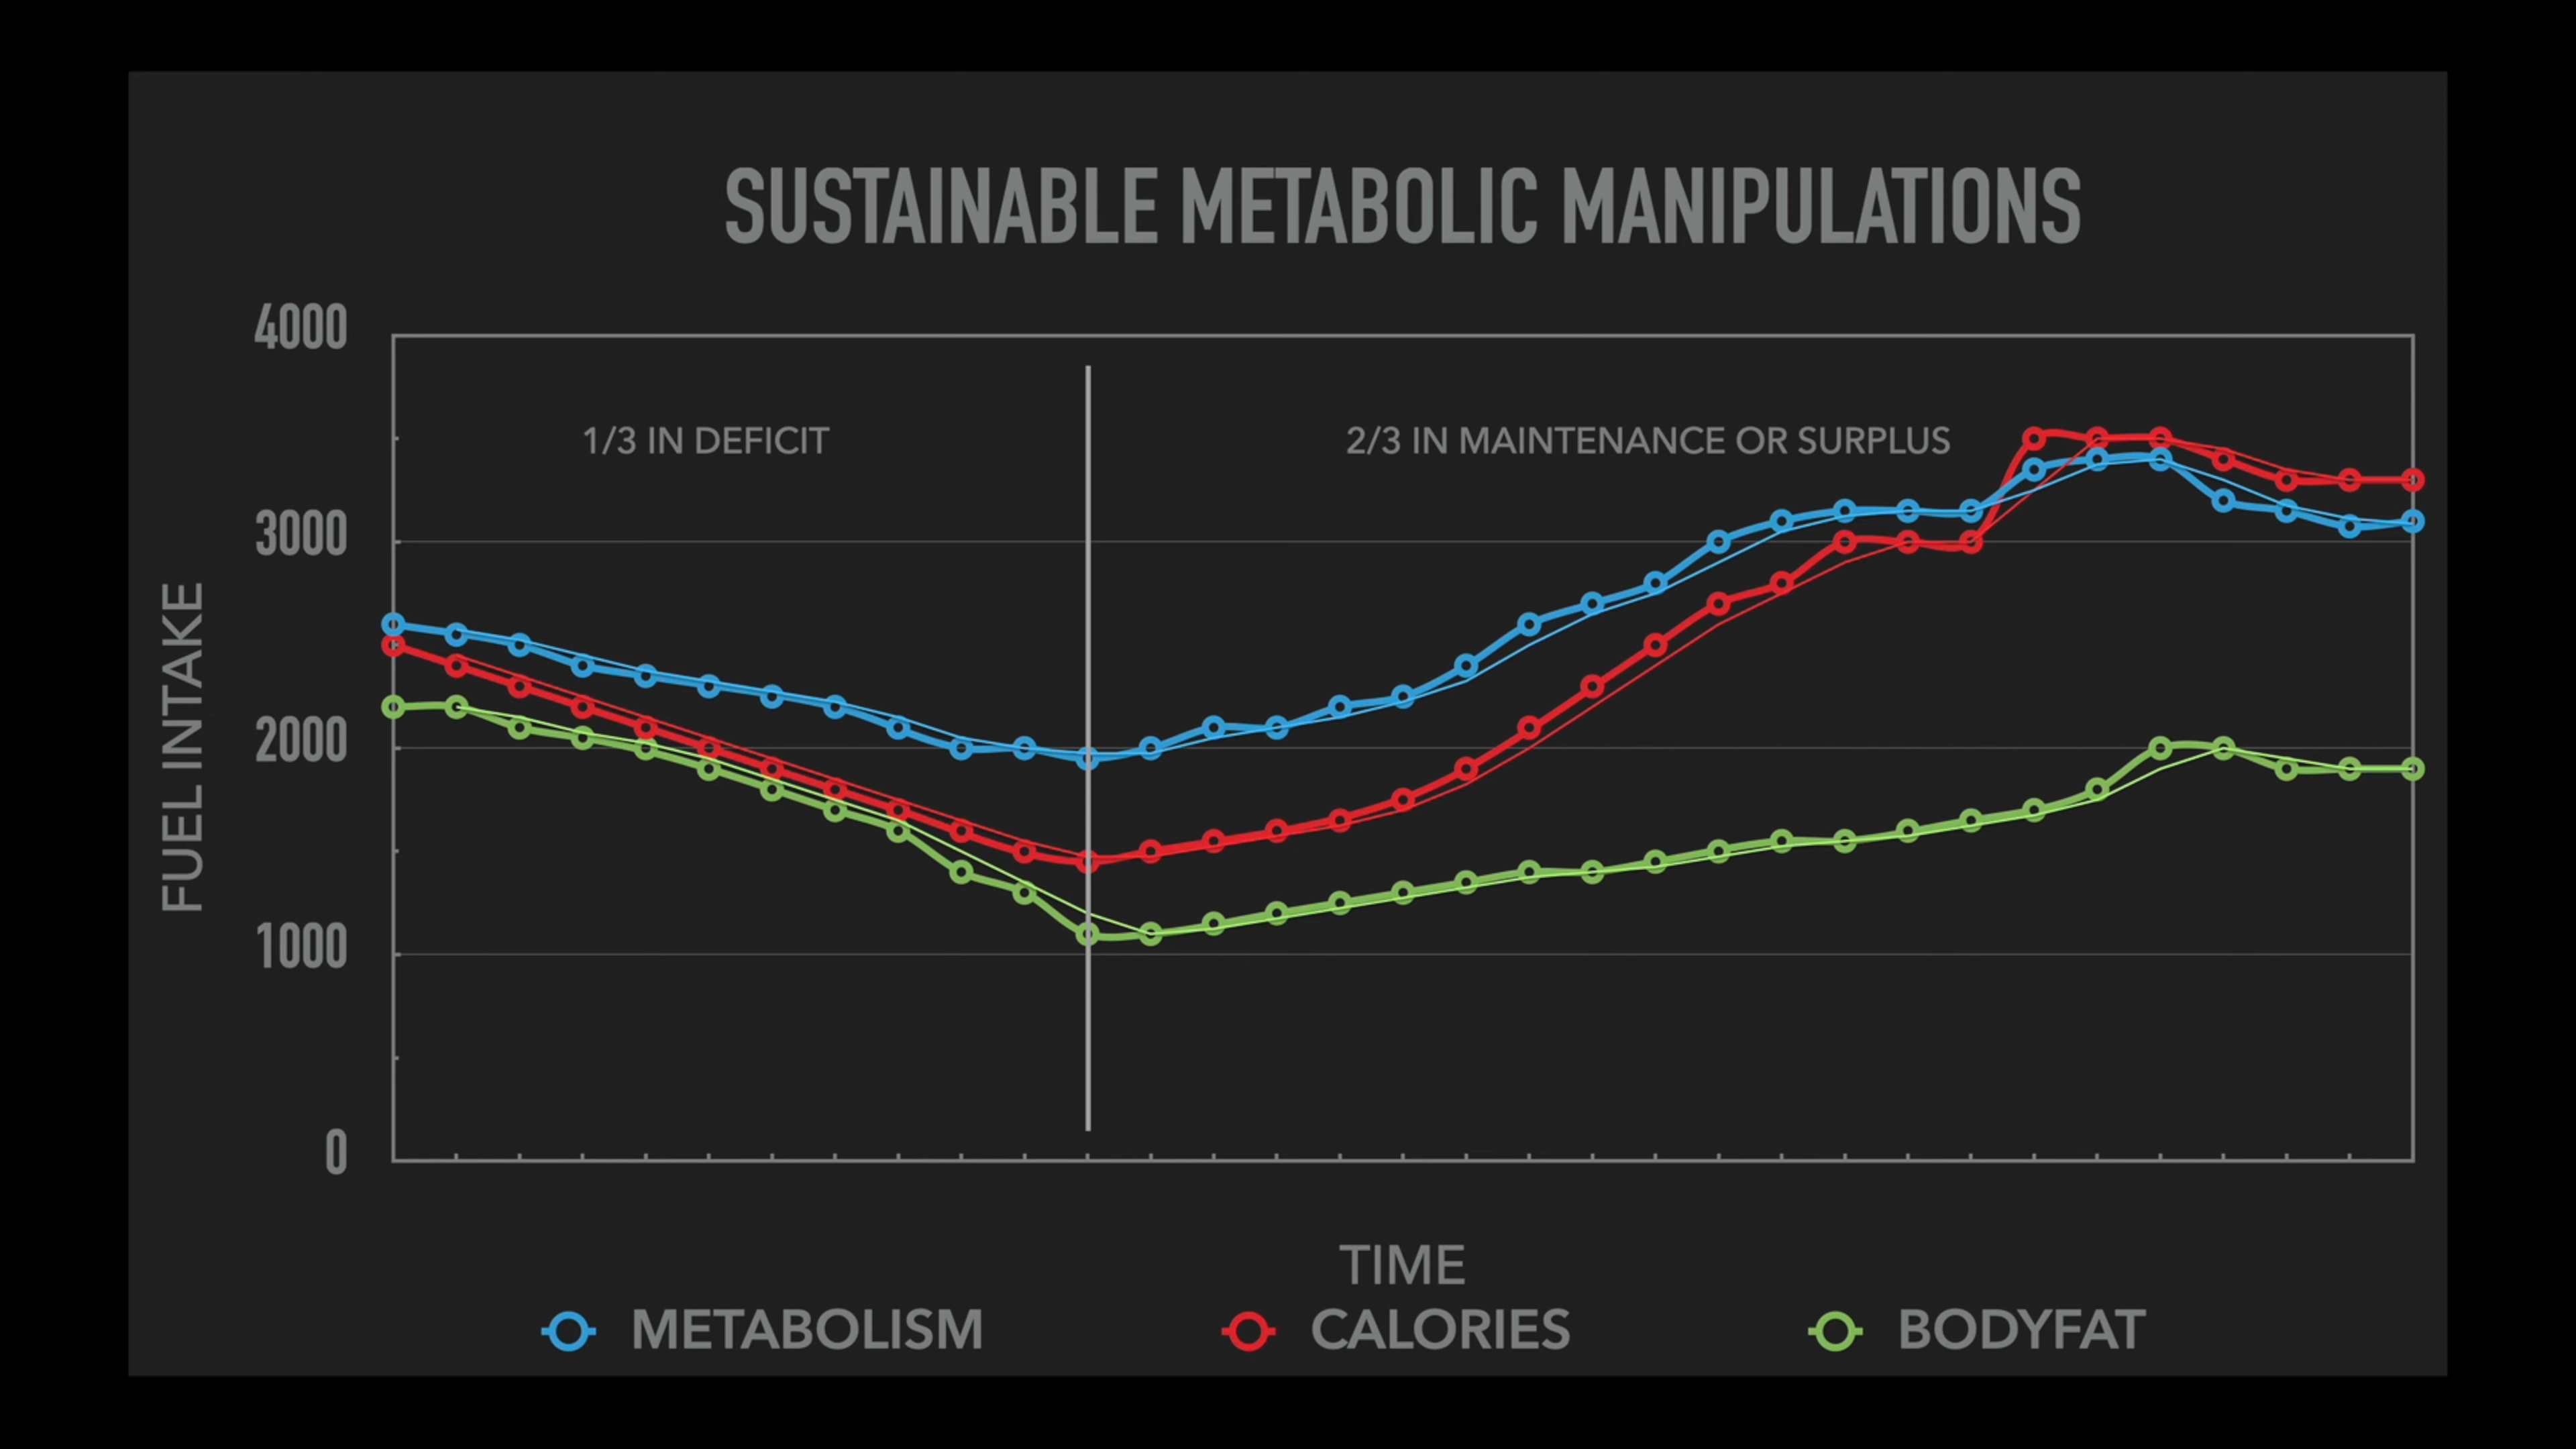 SUSTAINABLE METABOLIC MANIPULATIONS
4000
1/3 IN DEFICIT
2/3 IN MAINTENANCE OR SURPLUS
3000
FUEL INTAKE
2000
1000
0
TIME
METABOLISM
CALORIES
BODYFAT